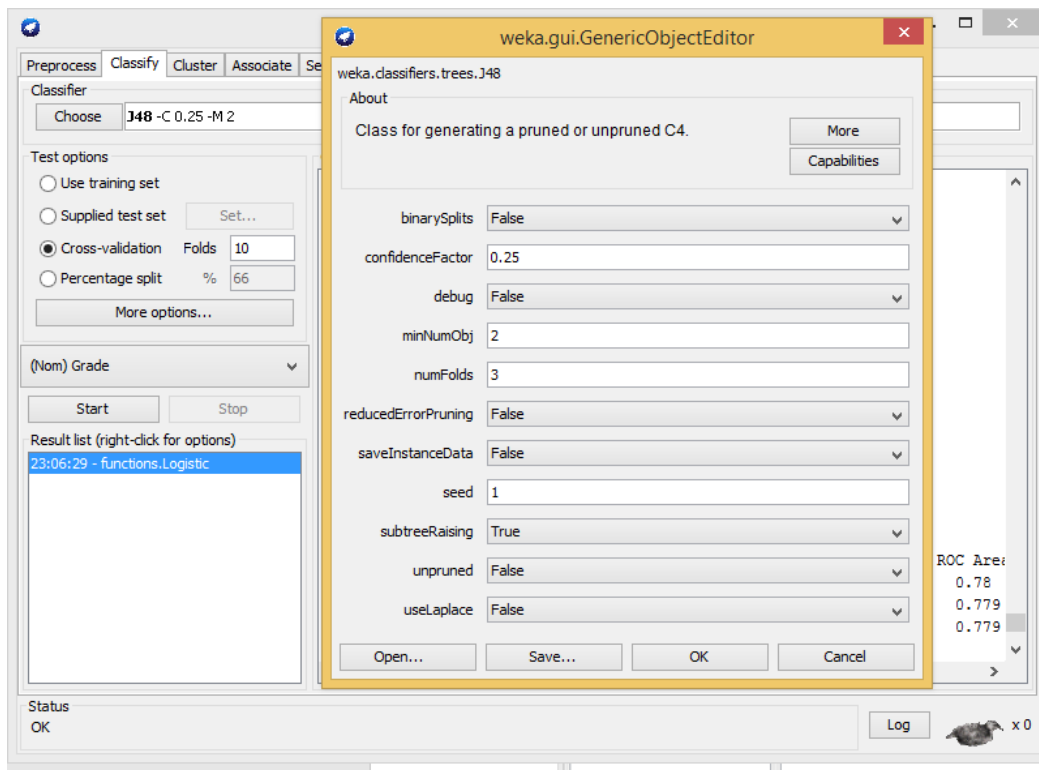 weka.gui.GenericObjectEditor
Preprocess Classify Cluster Associate Se
Classifier
Choose J48 -C 0.25 -M 2
Test options
Use training set
Supplied test set Set...
Cross-validation Folds 10
Percentage split % 66
More options...
(Nom) Grade
Start Stop
Result list (right-click for options)
23:06:29 - functions.Logistic
weka.classifiers.trees.J48
About
Class for generating a pruned or unpruned C4.
More
Capabilities
binarySplits False
confidenceFactor 0.25
debug False
minNumObj 2
numFolds 3
reducedErrorPruning False
saveInstanceData False
seed 1
subtreeRaising True
unpruned False
useLaplace False
Open... Save... OK Cancel
ROC Area
0.78
0.779
0.779
Status
OK
Log x 0